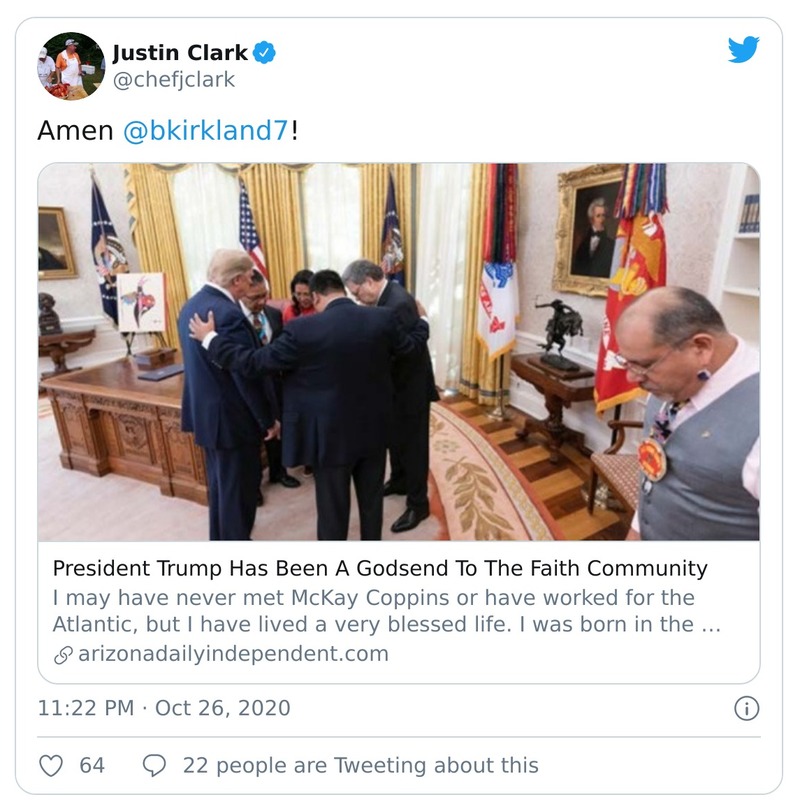 Justin Clark
@chefjclark
Amen @bkirkland7!
President Trump Has Been A Godsend To The Faith Community
I may have never met McKay Coppins or have worked for the
Atlantic, but I have lived a very blessed life. I was born in the ...
arizonadailyindependent.com
11:22 PM · Oct 26, 2020
64
22 people are Tweeting about this